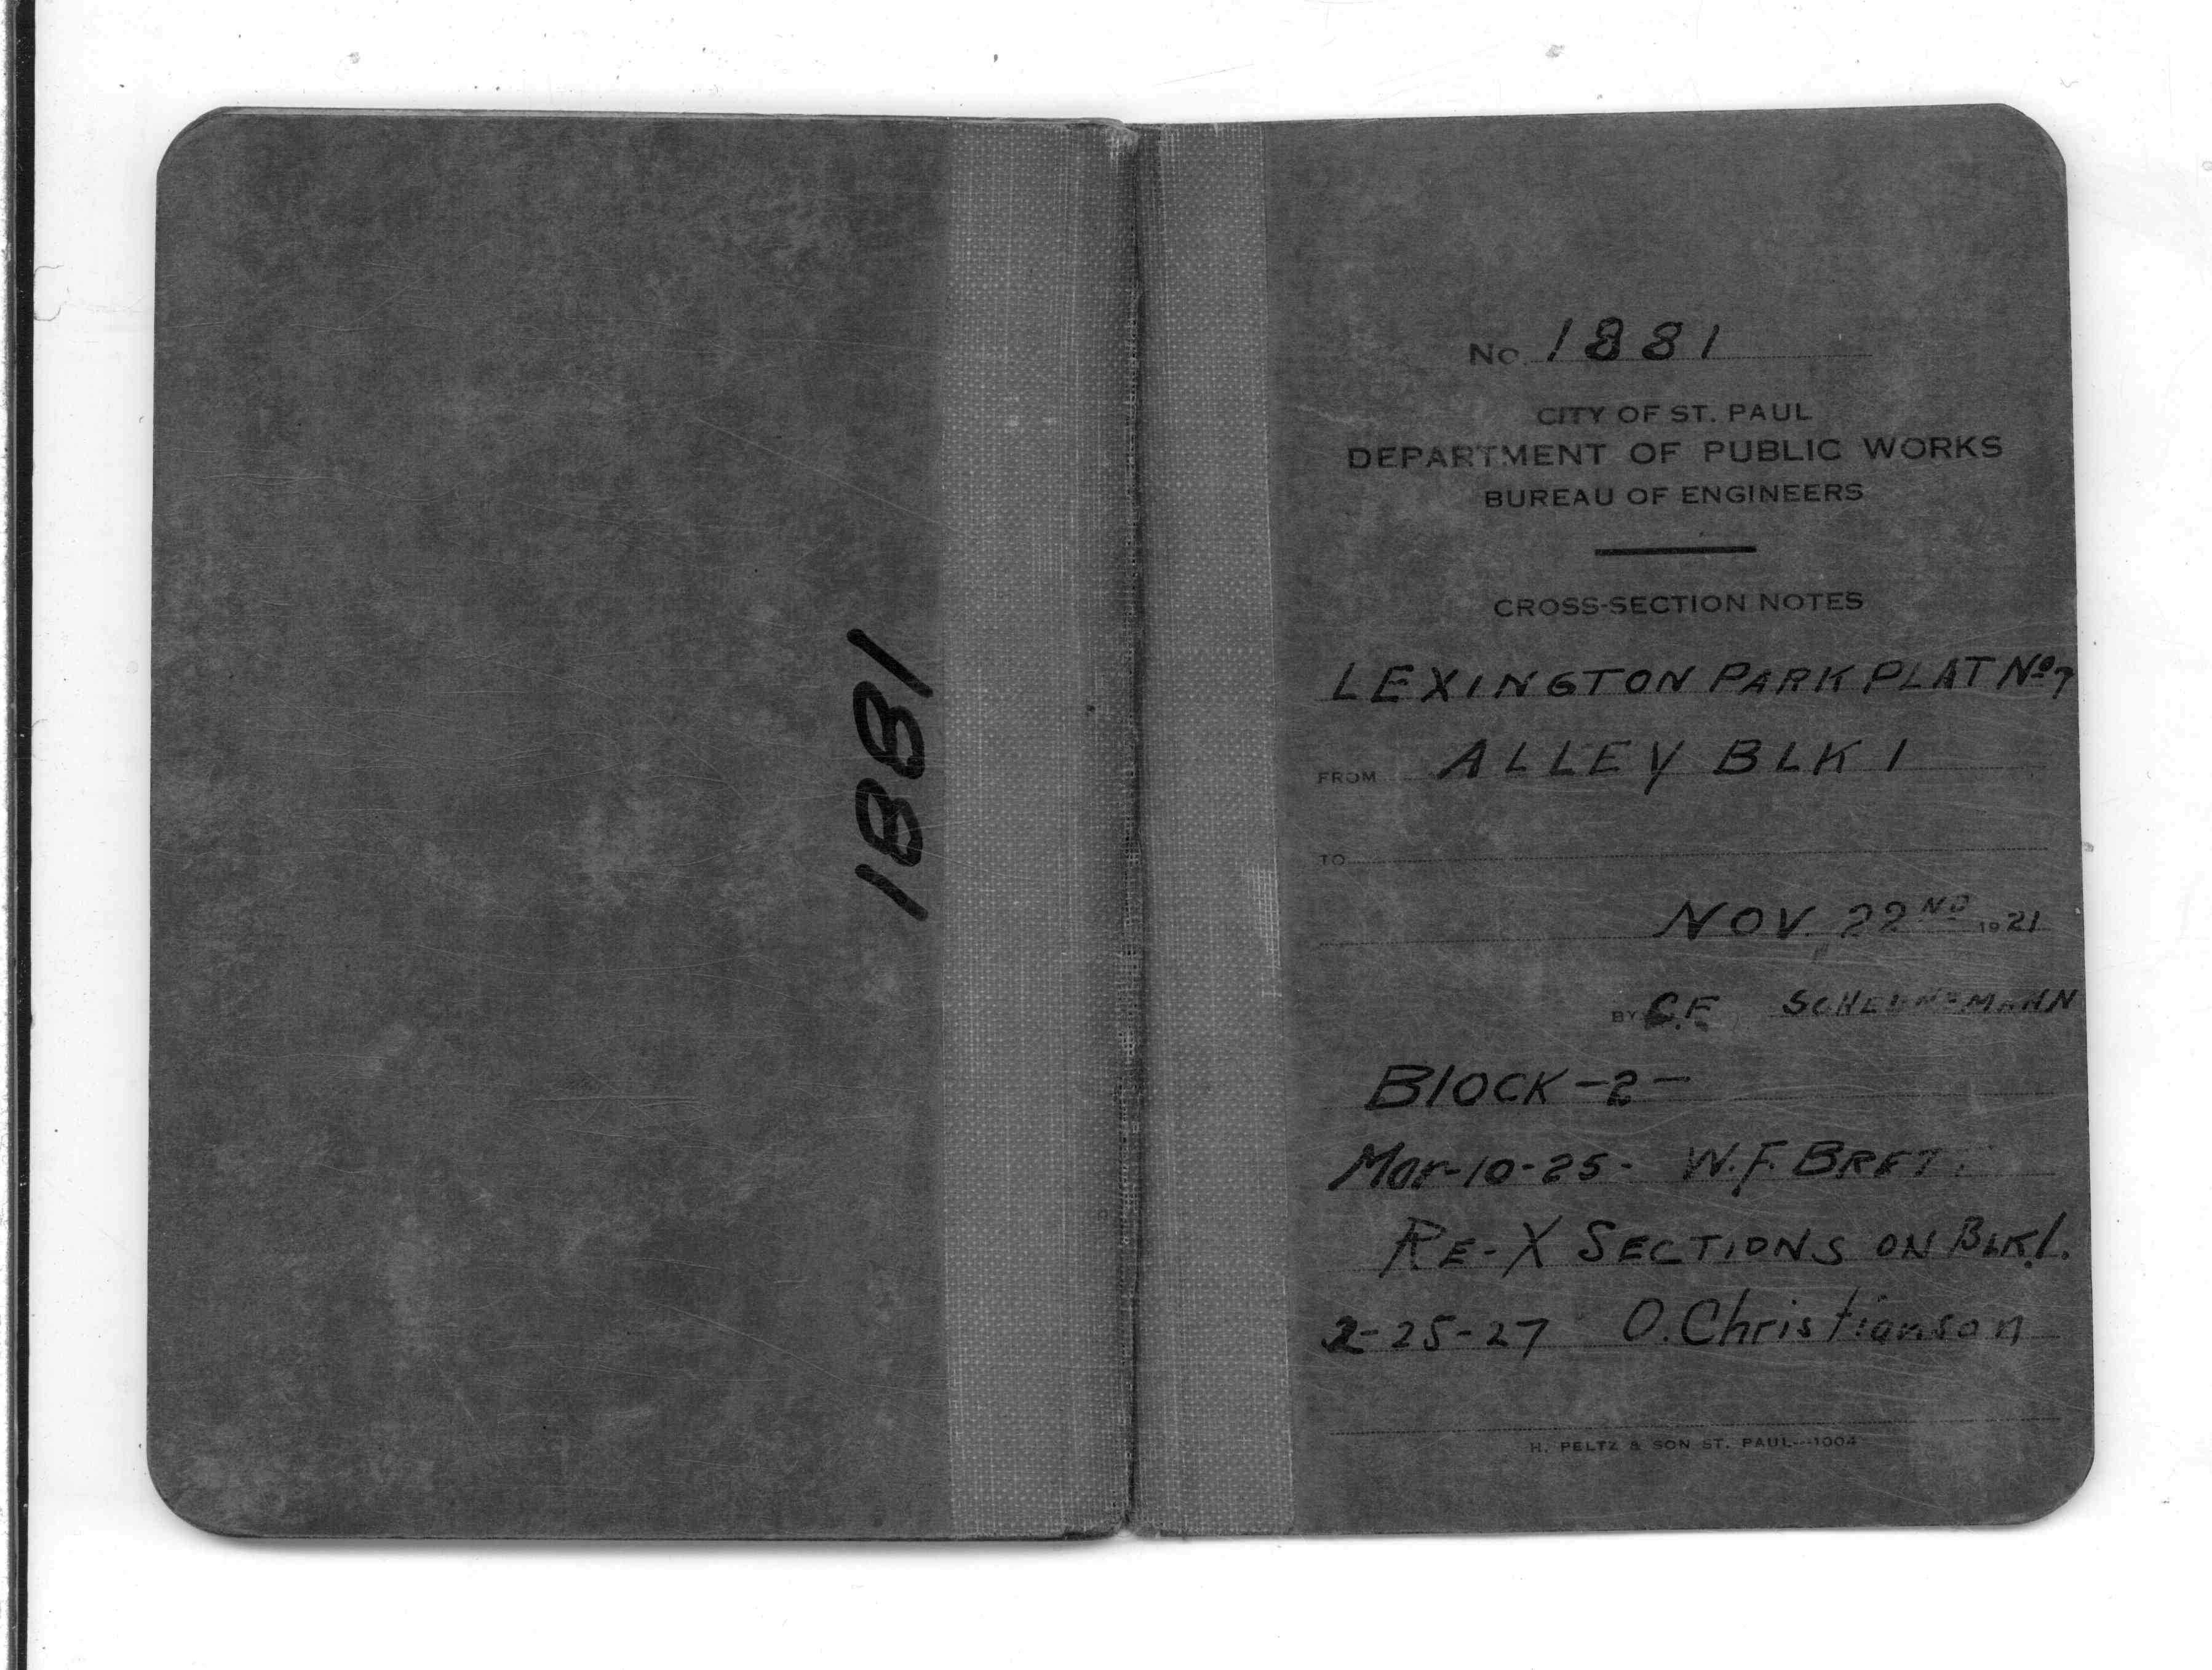 1881
No. 1881
CITY OF ST. PAUL
DEPARTMENT OF PUBLIC WORKS
BUREAU OF ENGINEERS
CROSS-SECTION NOTES
LEXINGTON PARK PLAT No 7
FROM ALLEY BLK 1
TO
NOV. 22ND 1921
BY C.F.
BLOCK -2-
Mar-10-25- W.F.
RE-X SECTIONS ON BLK 1.
2-25-27 O. Christianson
H. PELTZ & SON ST. PAUL--1004